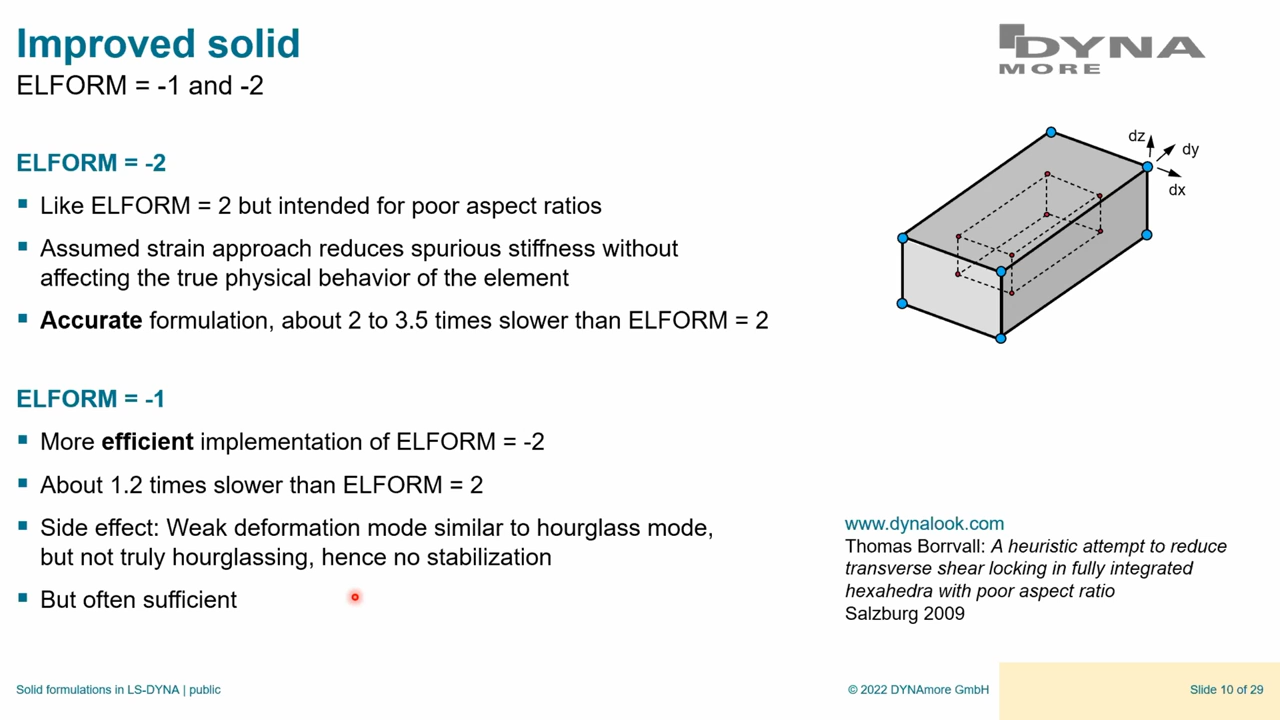 Improved solid
ELFORM = -1 and -2
DYNA
MORE
ELFORM = -2
Like ELFORM = 2 but intended for poor aspect ratios
Assumed strain approach reduces spurious stiffness without
affecting the true physical behavior of the element
Accurate formulation, about 2 to 3.5 times slower than ELFORM = 2
dz
dy
dx
ELFORM = -1
More efficient implementation of ELFORM = -2
About 1.2 times slower than ELFORM = 2
Side effect: Weak deformation mode similar to hourglass mode,
but not truly hourglassing, hence no stabilization
But often sufficient
www.dynalook.com
Thomas Borrvall: A heuristic attempt to reduce
transverse shear locking in fully integrated
hexahedra with poor aspect ratio
Salzburg 2009
Solid formulations in LS-DYNA | public
© 2022 DYNAmore GmbH
Slide 10 of 29